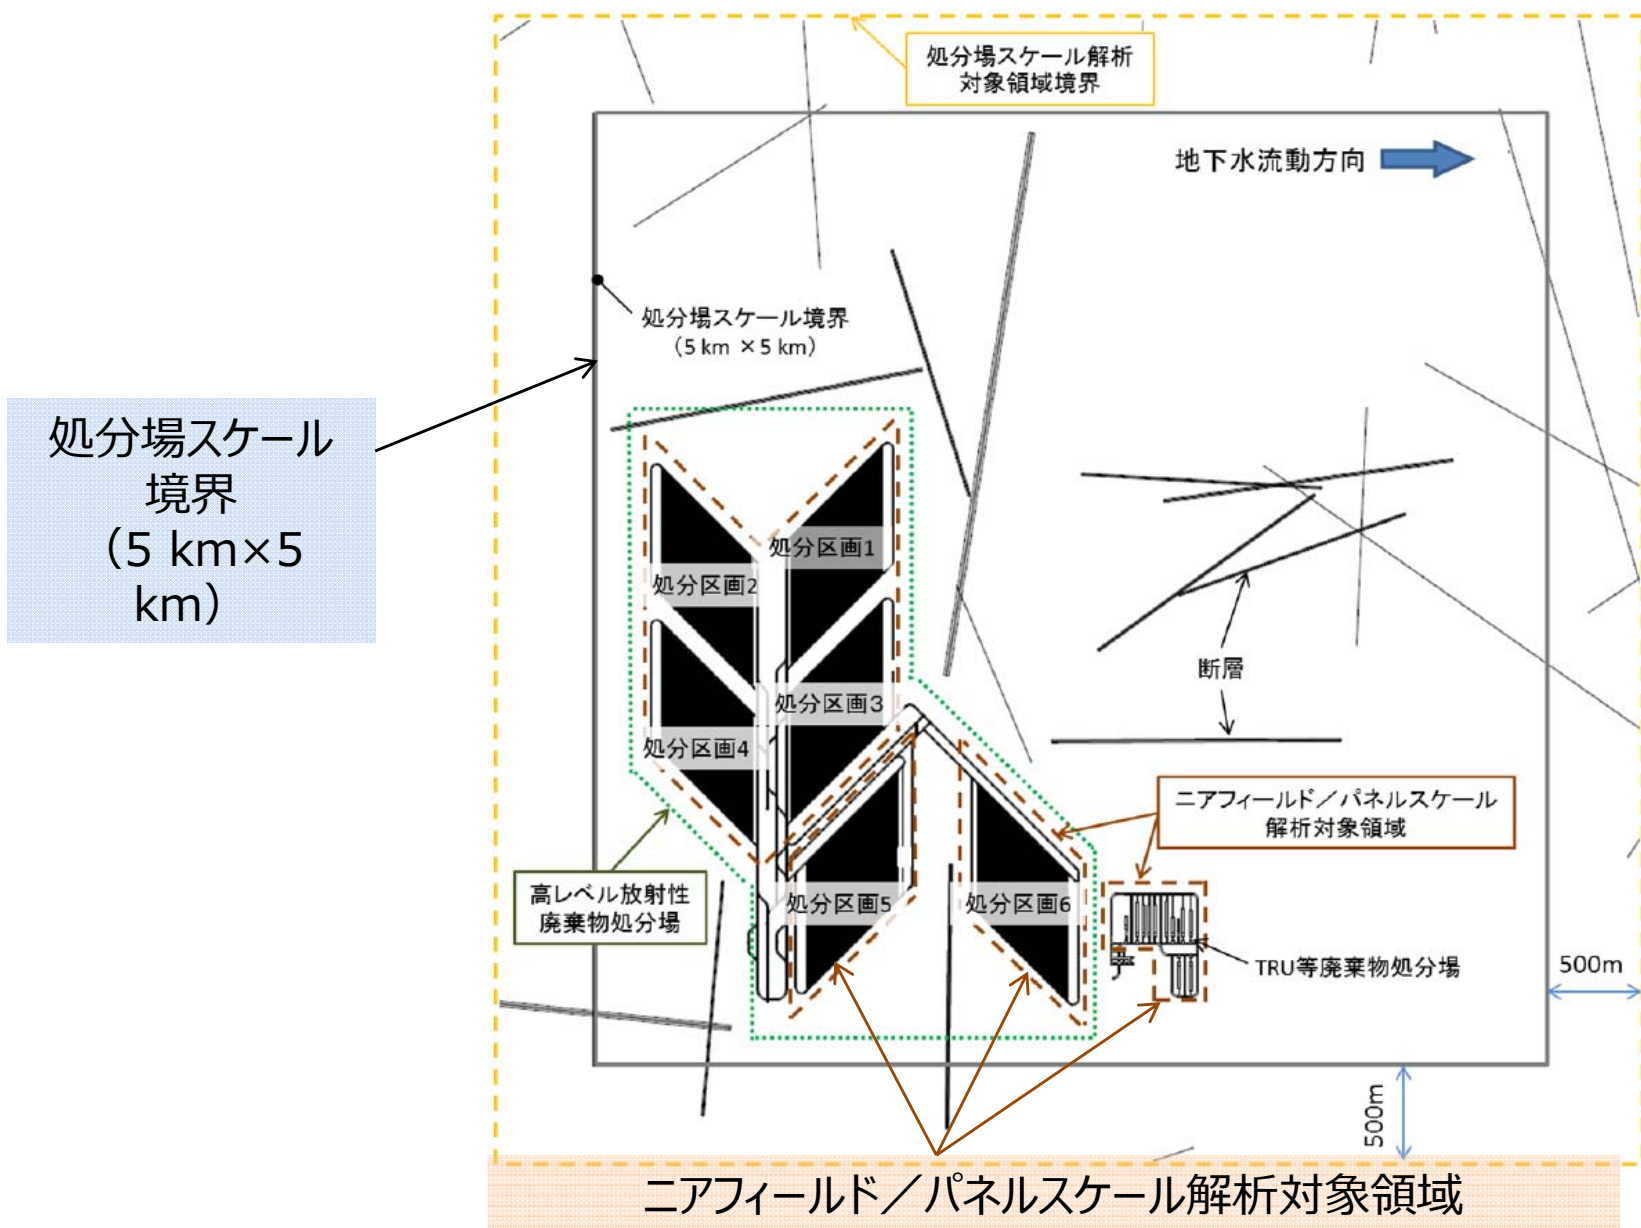 処分場スケール解析
対象領域境界
地下水流動方向
処分場スケール境界
（5 km ×5 km）
処分場スケール
境界
（5 km×5
km）
処分区画1
処分区画2
処分区画3
処分区画4
断層
ニアフィールド／パネルスケール
解析対象領域
高レベル放射性
廃棄物処分場
処分区画5
処分区画6
TRU等廃棄物処分場
500m
500m
ニアフィールド／パネルスケール解析対象領域